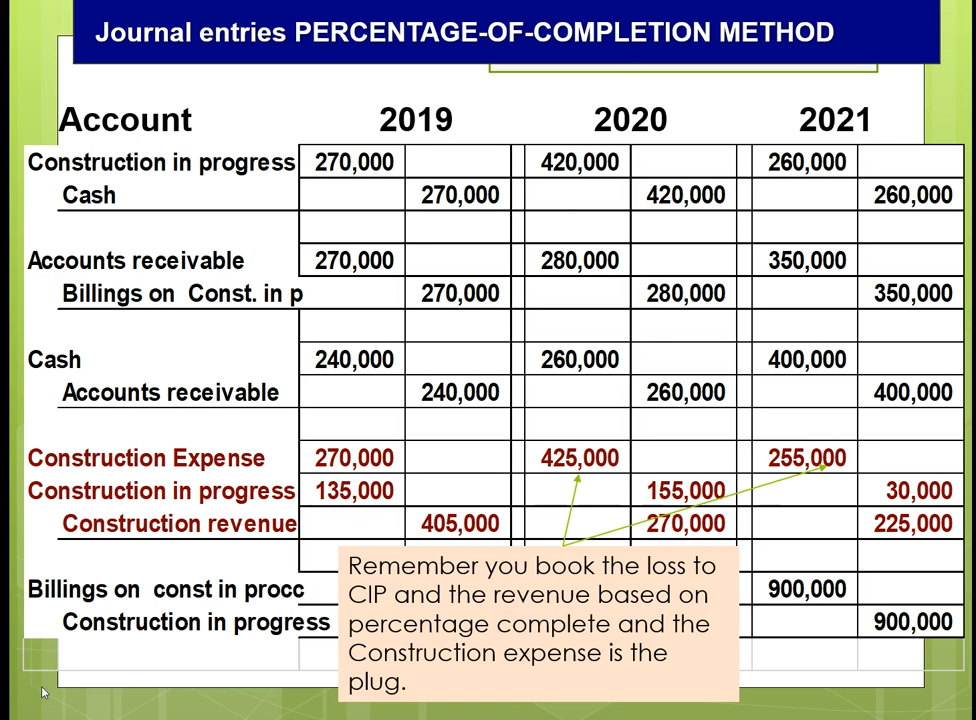 Journal entries PERCENTAGE-OF-COMPLETION METHOD
Account 2019 2020 2021
Construction in progress 270,000 420,000 260,000
Cash 270,000 420,000 260,000
Accounts receivable 270,000 280,000 350,000
Billings on Const. in p 270,000 280,000 350,000
Cash 240,000 260,000 400,000
Accounts receivable 240,000 260,000 400,000
Construction Expense 270,000 425,000 255,000
Construction in progress 135,000 155,000 30,000
Construction revenue 405,000 270,000 225,000
Billings on const in procc 900,000
Construction in progress 900,000
Remember you book the loss to
CIP and the revenue based on
percentage complete and the
Construction expense is the
plug.